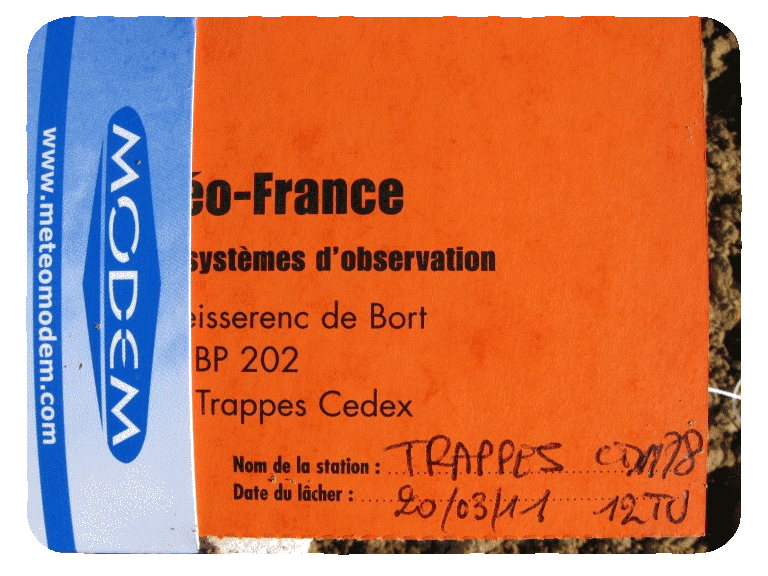 www.meteomodem.com
MODEM
éo-France
systèmes d'observation
eisserenc de Bort
BP 202
Trappes Cedex
Nom de la station : TRAPPES CDM78
Date du lâcher : 20/03/11 12TU